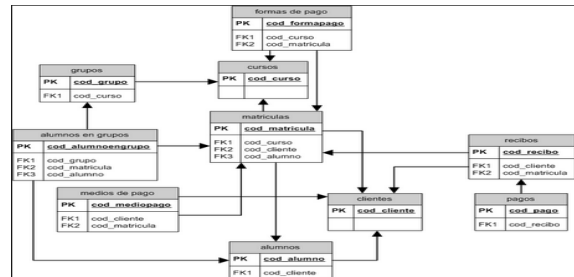 formas de pago
PK cod_formapago
FK1 cod_curso
FK2 cod_matricula
grupos
PK cod_grupo
FK1 cod_curso
cursos
PK cod_curso
matriculas
PK cod_matricula
FK1 cod_curso
FK2 cod_cliente
FK3 cod_alumno
alumnos en grupos
PK cod_alumnoengrupo
FK1 cod_grupo
FK2 cod_matricula
FK3 cod_alumno
recibos
PK cod_recibo
FK1 cod_cliente
FK2 cod_matricula
medios de pago
PK cod_mediopago
FK1 cod_cliente
FK2 cod_matricula
clientes
PK cod_cliente
pagos
PK cod_pago
FK1 cod_recibo
alumnos
PK cod_alumno
FK1 cod_cliente